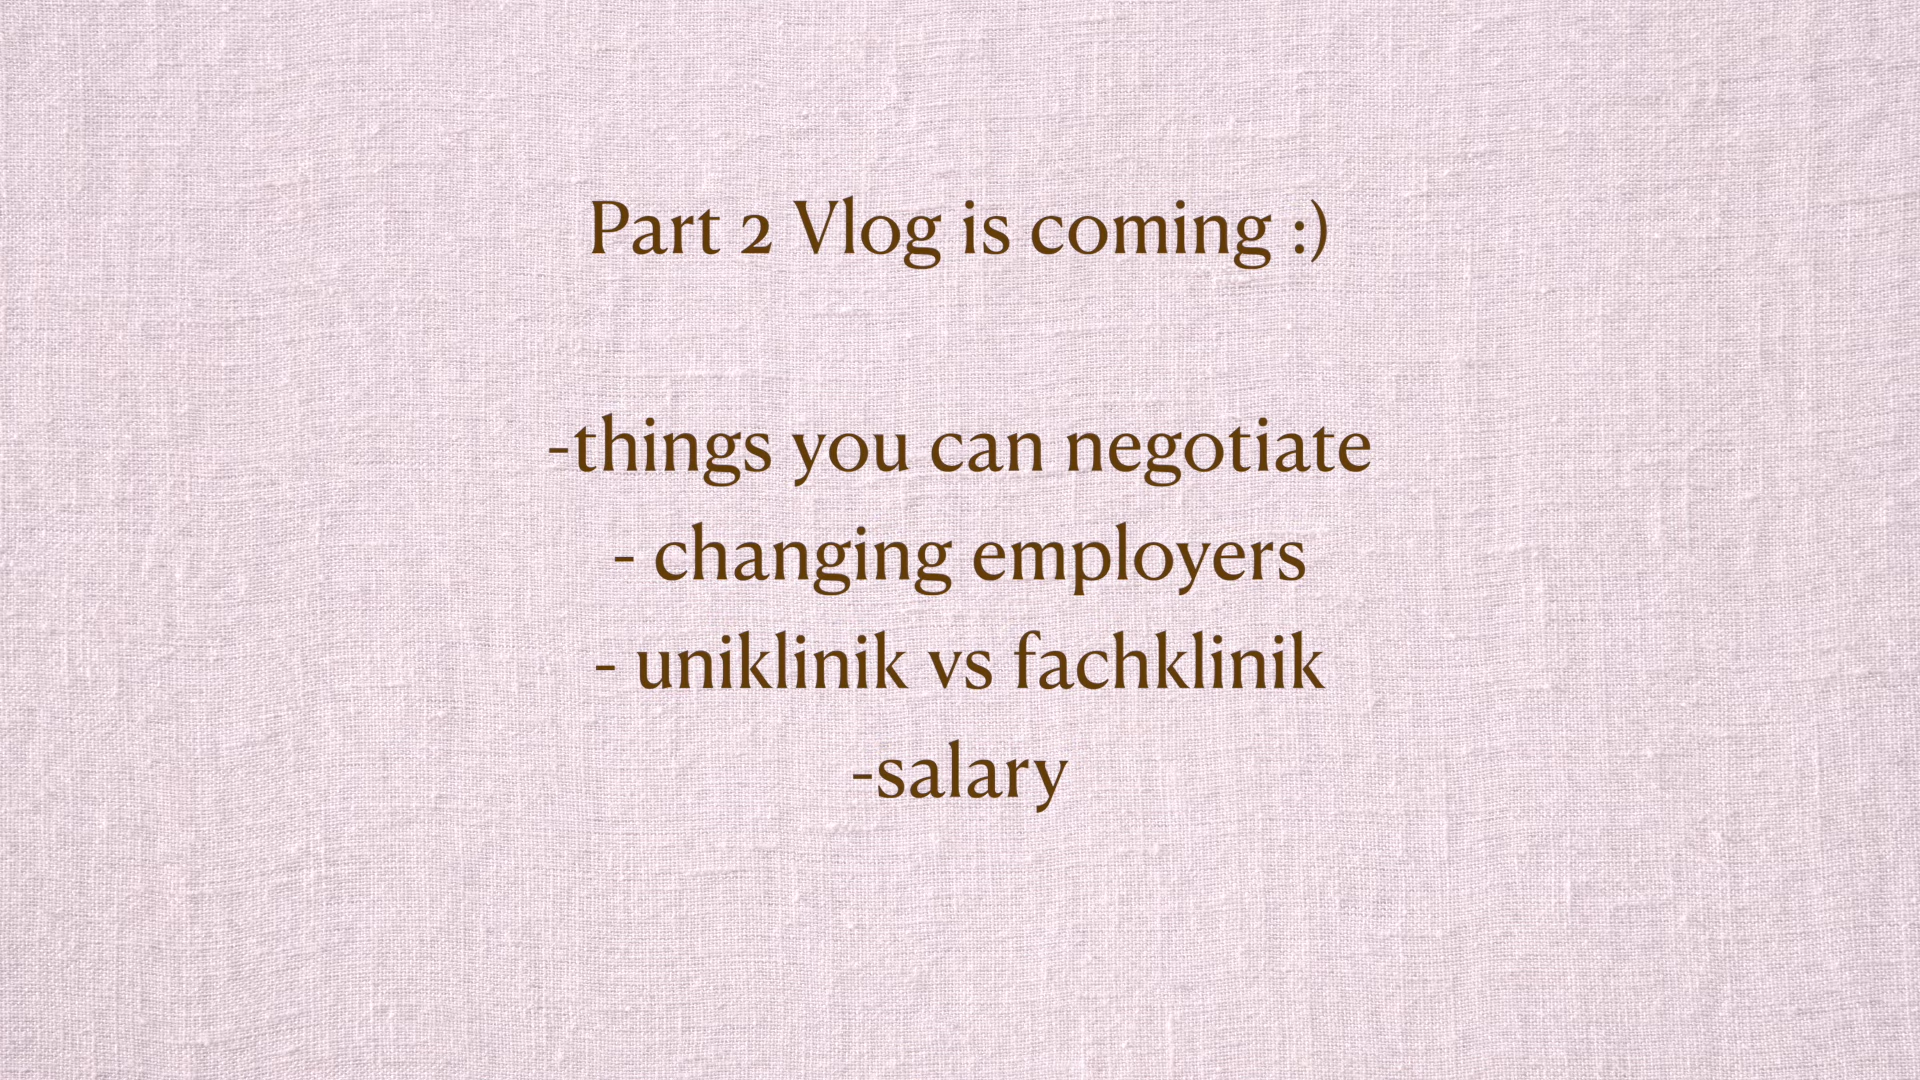 Part 2 Vlog is coming :)
-things you can negotiate
- changing employers
- uniklinik vs fachklinik
-salary